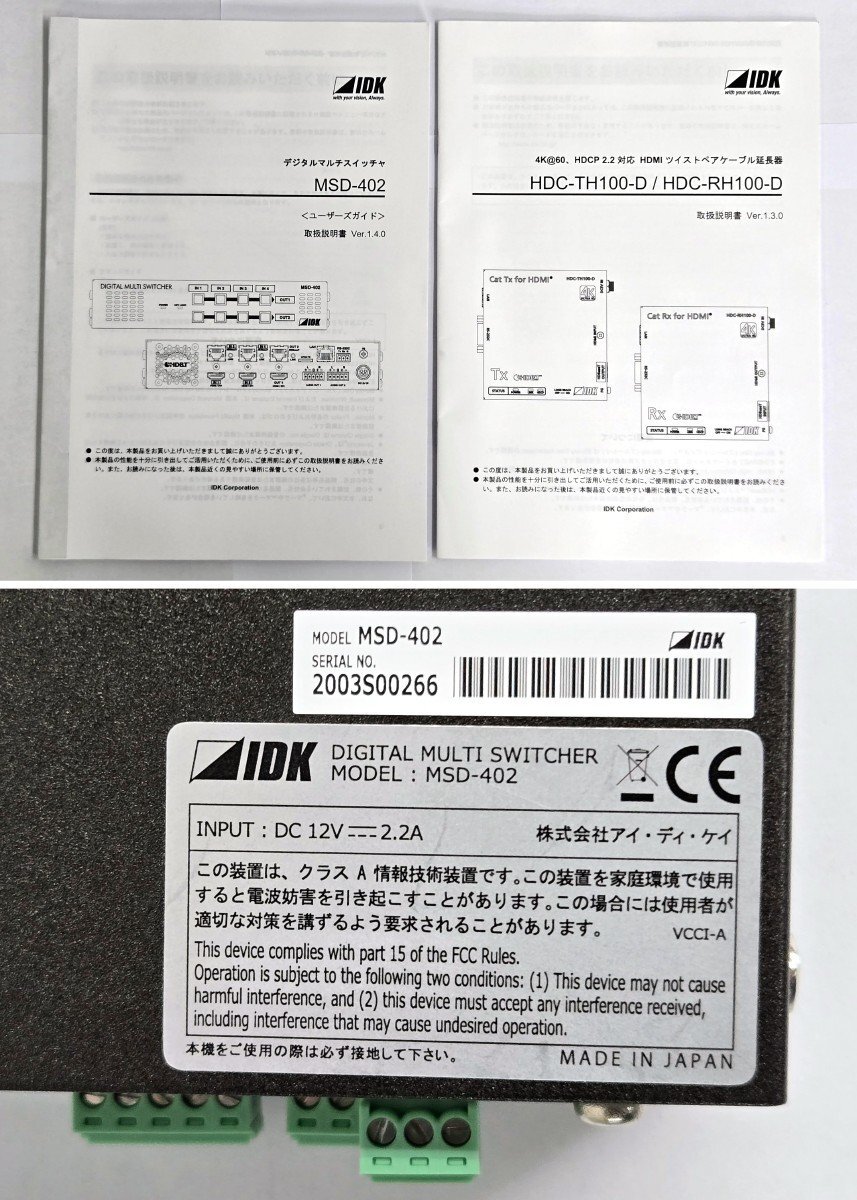 IDK
with your vision, Always.
デジタルマルチスイッチャ
MSD-402
＜ユーザーズガイド＞
取扱説明書 Ver.1.4.0
DIGITAL MULTI SWITCHER
IN 1
IN 2
IN 3
IN 4
MSD-402
OUT1
OUT2
IDK
HDBT
● この度は、本製品をお買い上げいただきまして誠にありがとうございます。
● 本製品の性能を十分に引き出してご活用いただくために、ご使用前に必ずこの取扱説明書をお読みくださ
い。また、お読みになった後は、本製品近くの見やすい場所に保管してください。
IDK Corporation
IDK
with your vision, Always.
4K@60、HDCP 2.2 対応 HDMI ツイストペアケーブル延長器
HDC-TH100-D / HDC-RH100-D
取扱説明書 Ver.1.3.0
Cat Tx for HDMI®
HDC-TH100-D
4K
LAN
RS-232C
Tx
HDBT
STATUS
IDK
Cat Rx for HDMI®
HDC-RH100-D
4K
LAN
RS-232C
Rx
HDBT
STATUS
IDK
● この度は、本製品をお買い上げいただきまして誠にありがとうございます。
● 本製品の性能を十分に引き出してご活用いただくために、ご使用前に必ずこの取扱説明書をお読みくださ
い。また、お読みになった後は、本製品近くの見やすい場所に保管してください。
IDK Corporation
MODEL MSD-402
IDK
SERIAL NO.
2003S00266
IDK
DIGITAL MULTI SWITCHER
MODEL : MSD-402
CE
INPUT : DC 12V ⎓ 2.2A
株式会社アイ・ディ・ケイ
この装置は、クラス A 情報技術装置です。この装置を家庭環境で使用
すると電波妨害を引き起こすことがあります。この場合には使用者が
適切な対策を講ずるよう要求されることがあります。
VCCI-A
This device complies with part 15 of the FCC Rules.
Operation is subject to the following two conditions: (1) This device may not cause
harmful interference, and (2) this device must accept any interference received,
including interference that may cause undesired operation.
本機をご使用の際は必ず接地して下さい。
MADE IN JAPAN